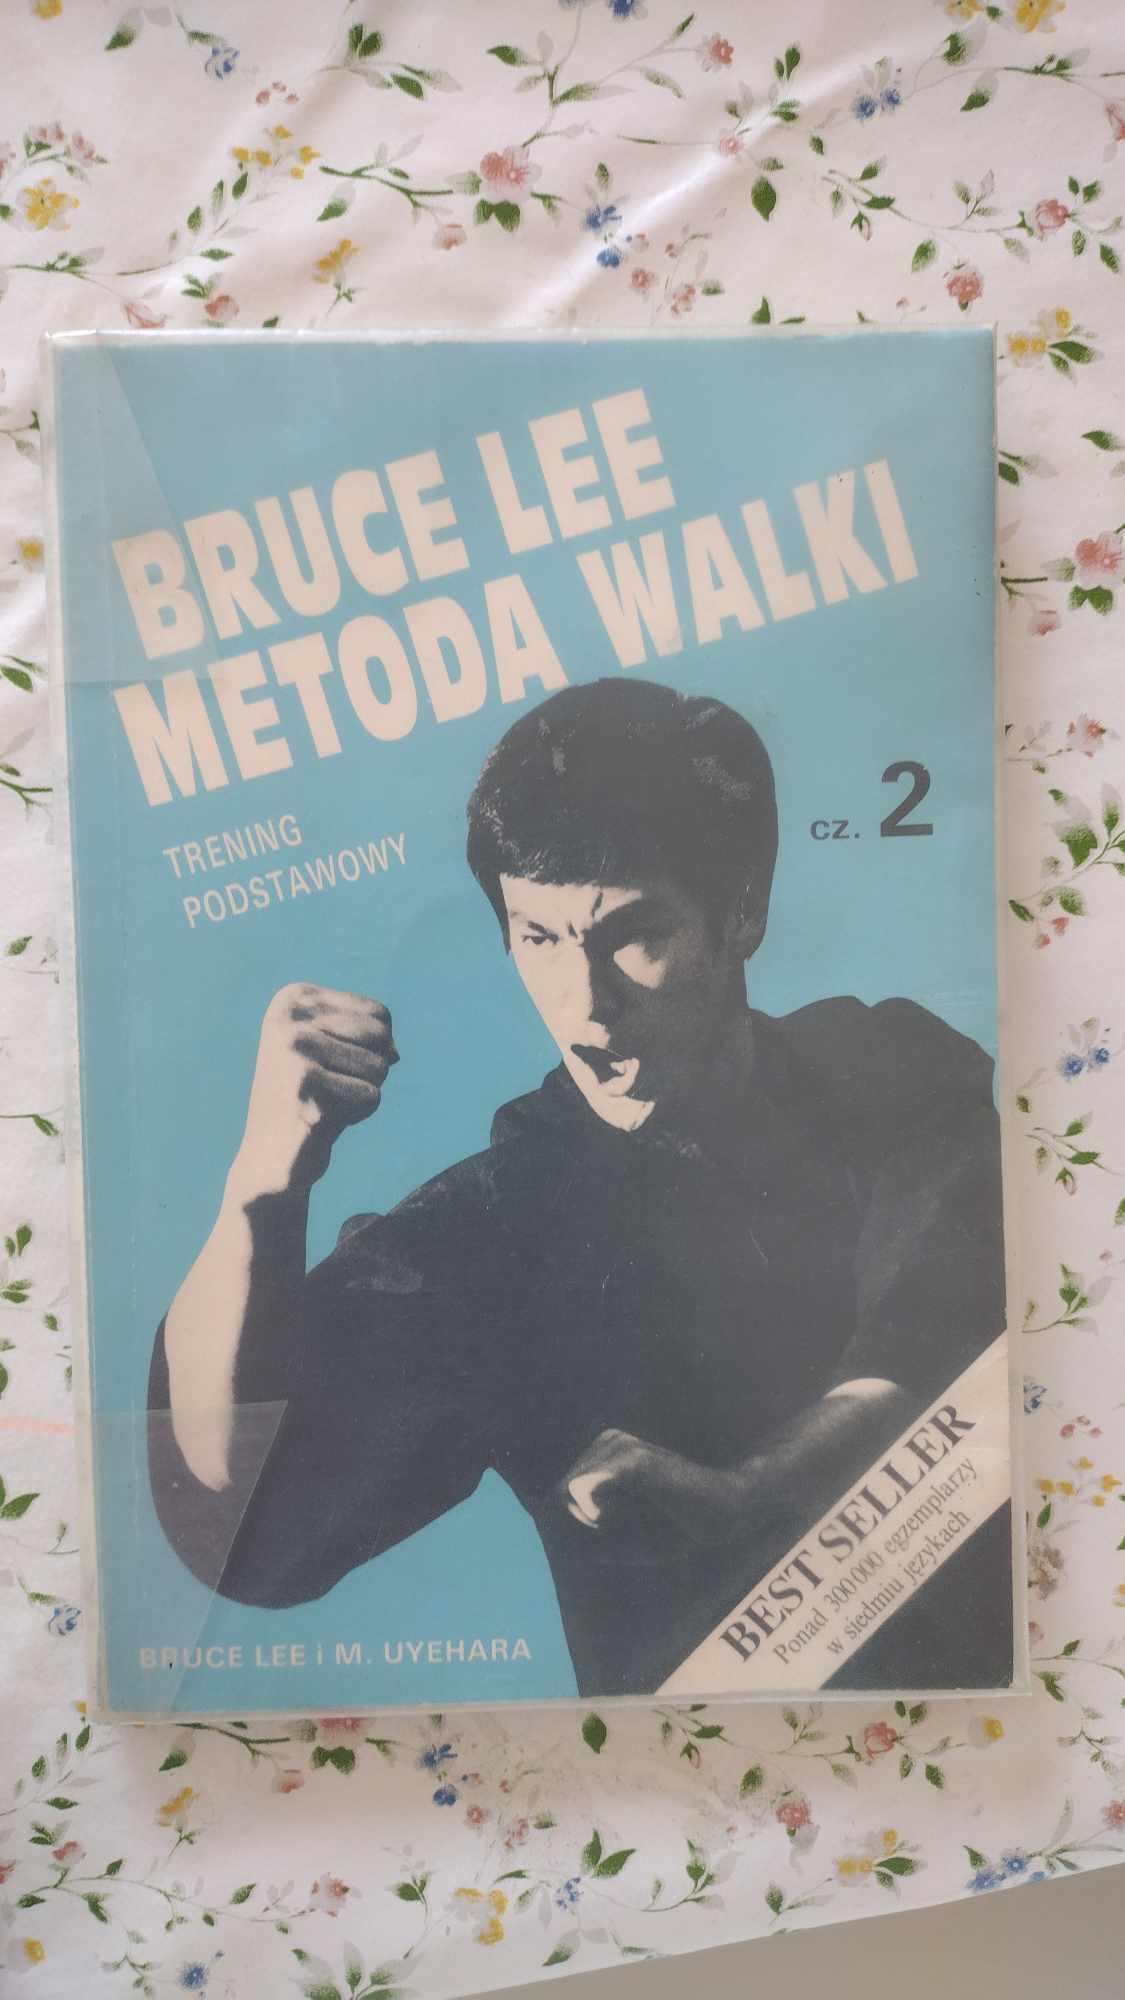 BRUCE LEE
METODA WALKI
TRENING
PODSTAWOWY
cz. 2
BEST SELLER
Ponad 300 000 egzemplarzy
w siedmiu językach
BRUCE LEE i M. UYEHARA